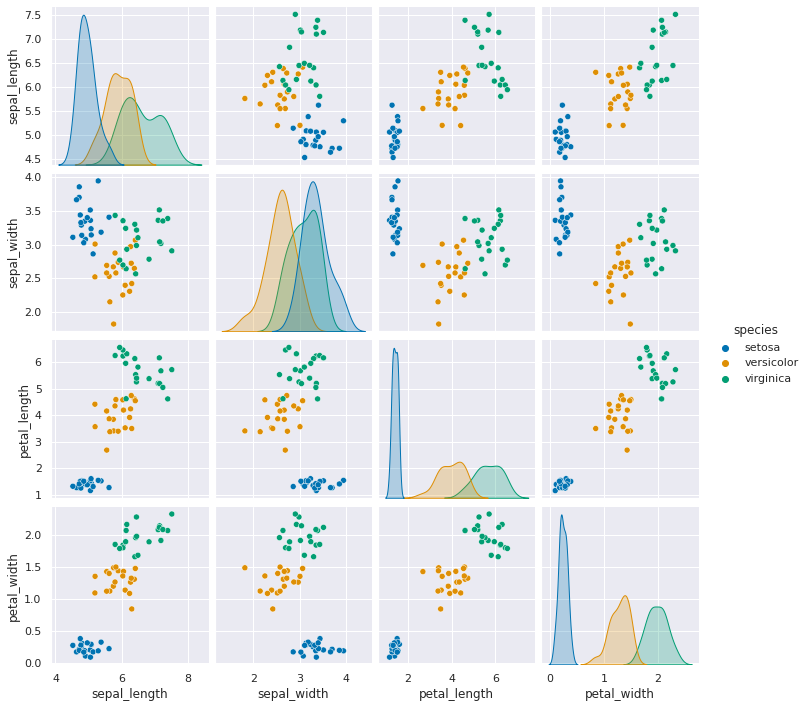 sepal_length
7.5
7.0
6.5
6.0
5.5
5.0
4.5
sepal_width
4.0
3.5
3.0
2.5
2.0
species
setosa
versicolor
virginica
petal_length
6
5
4
3
2
1
petal_width
2.0
1.5
1.0
0.5
0.0
4 6 8 2 3 4 2 4 6 0 1 2
sepal_length sepal_width petal_length petal_width